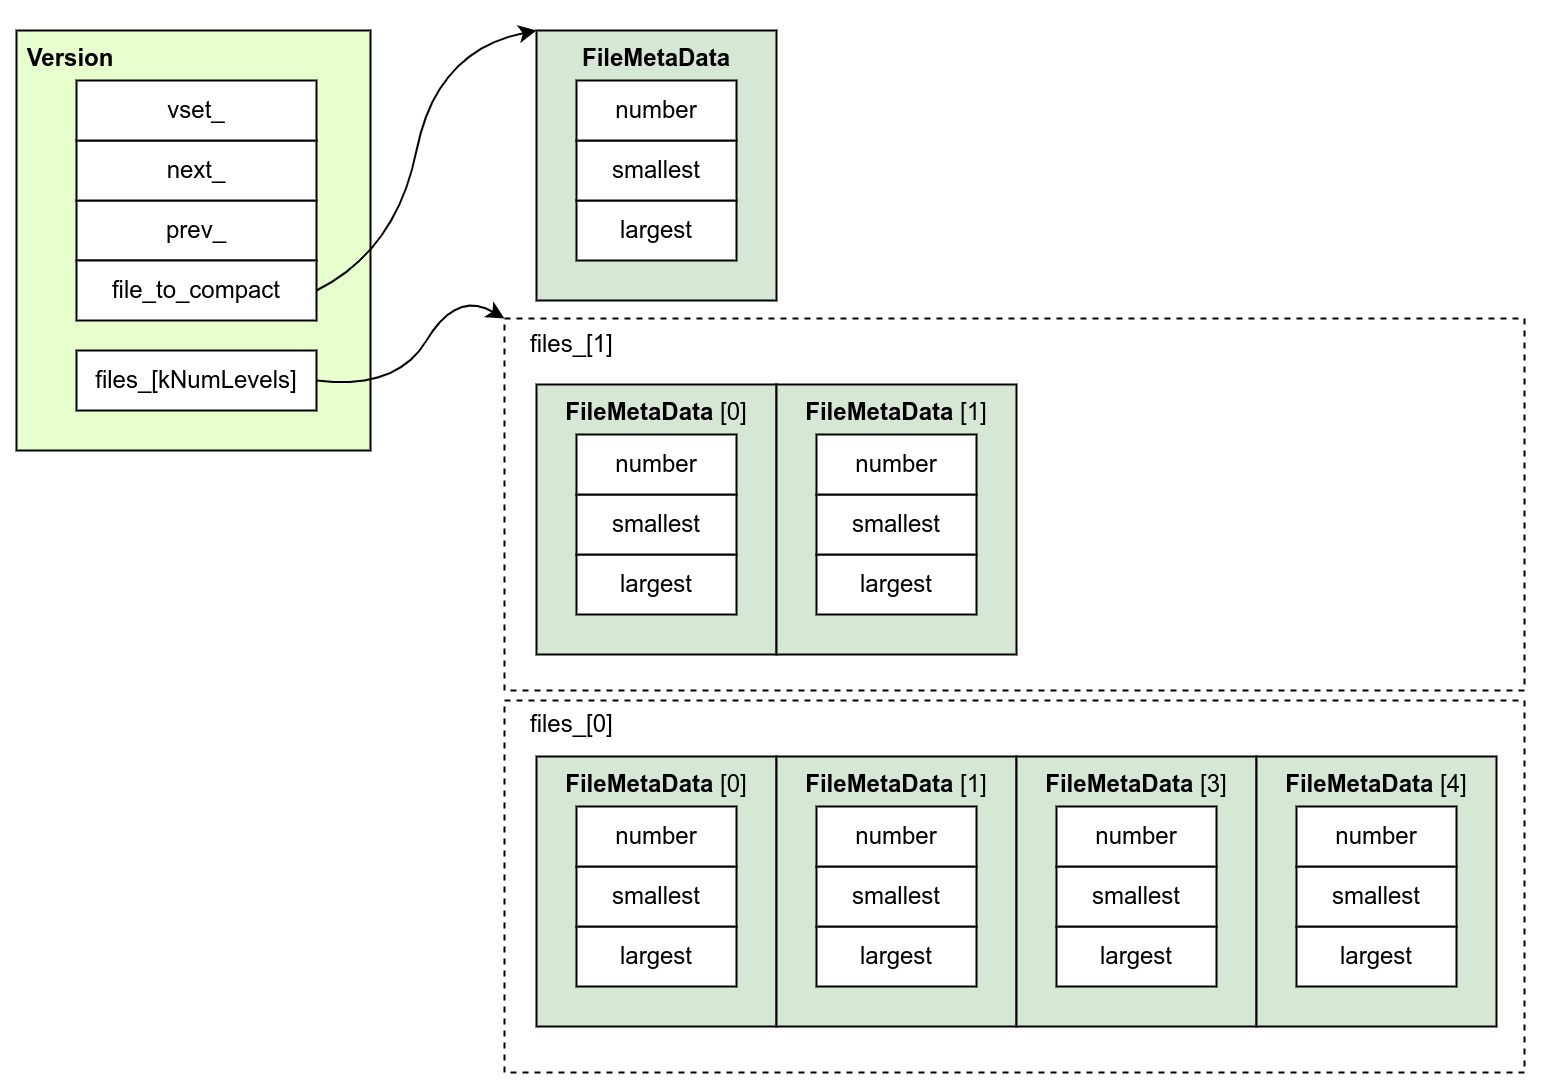 Version
vset_
next_
prev_
file_to_compact
files_[kNumLevels]
FileMetaData
number
smallest
largest
files_[1]
FileMetaData [0]
number
smallest
largest
FileMetaData [1]
number
smallest
largest
files_[0]
FileMetaData [0]
number
smallest
largest
FileMetaData [1]
number
smallest
largest
FileMetaData [3]
number
smallest
largest
FileMetaData [4]
number
smallest
largest